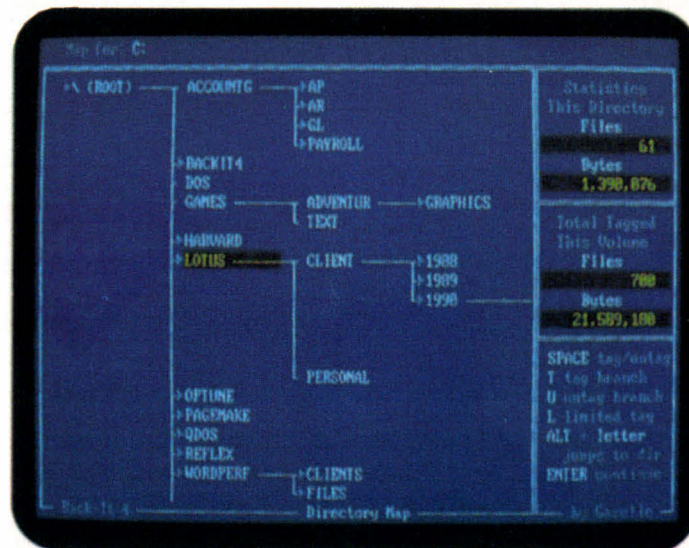 Map for: C:
\ (ROOT)
ACCOUNTG
AP
AR
GL
PAYROLL
BACKIT4
DOS
GAMES
ADVENTUR
GRAPHICS
TEXT
HARVARD
LOTUS
CLIENT
1988
1989
1990
PERSONAL
OPTUNE
PAGEMAKE
QDOS
REFLEX
WORDPERF
CLIENTS
FILES
Statistics
This Directory
Files
61
Bytes
1,390,876
Total Tagged
This Volume
Files
700
Bytes
21,589,180
SPACE tag/untag
T tag branch
U untag branch
L limited tag
ALT + letter
jumps to dir
ENTER continue
Back-It 4
Directory Map
by Gazelle